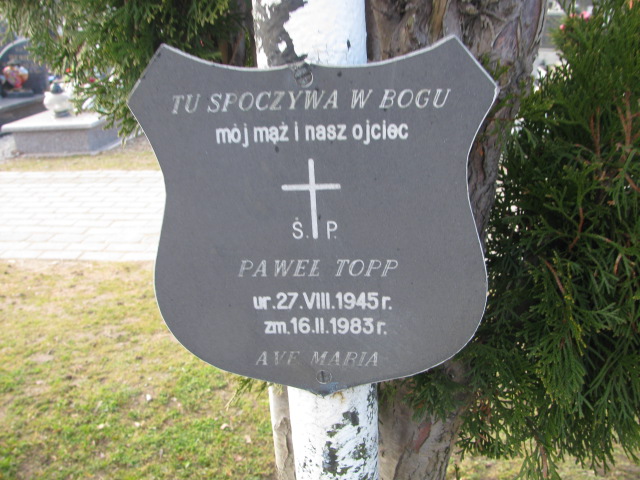 TU SPOCZYWA W BOGU
mój mąż i nasz ojciec
Ś. P.
PAWEŁ TOPP
ur. 27. VIII. 1945 r.
zm. 16. II. 1983 r.
AVE MARIA